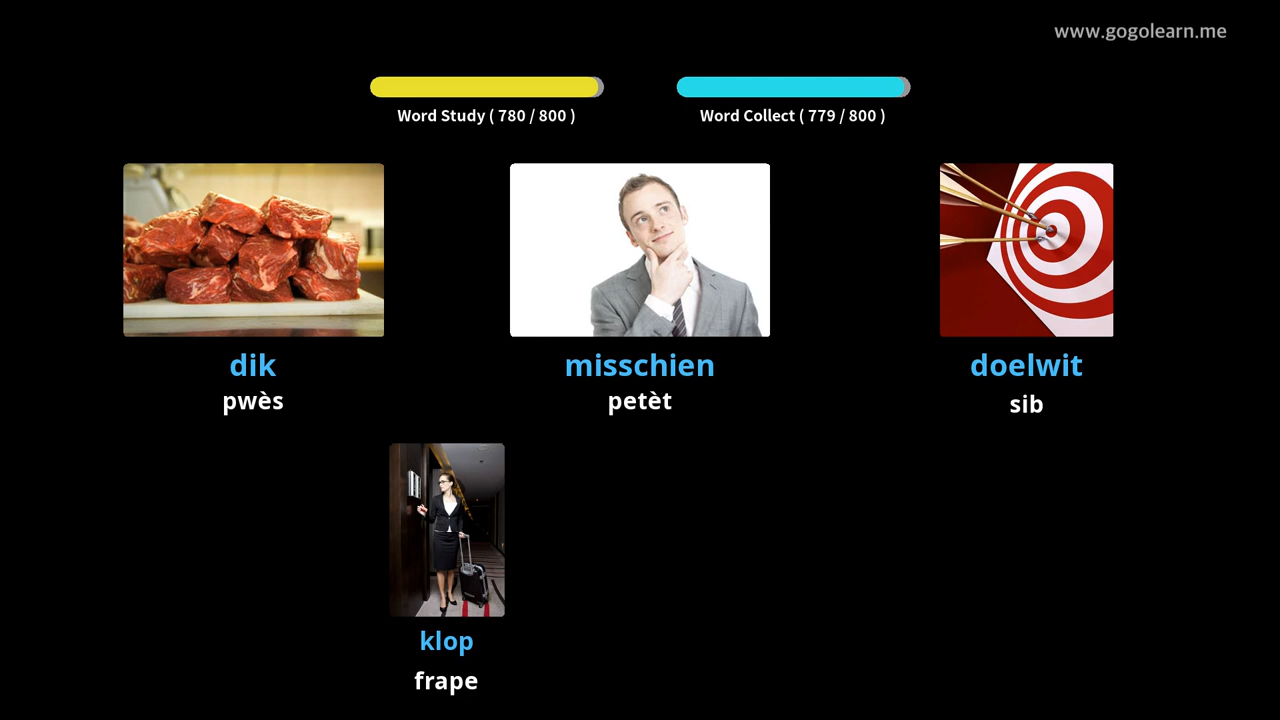 www.gogolearn.me
Word Study ( 780 / 800 )
Word Collect ( 779 / 800 )
dik
pwès
misschien
petèt
doelwit
sib
klop
frape